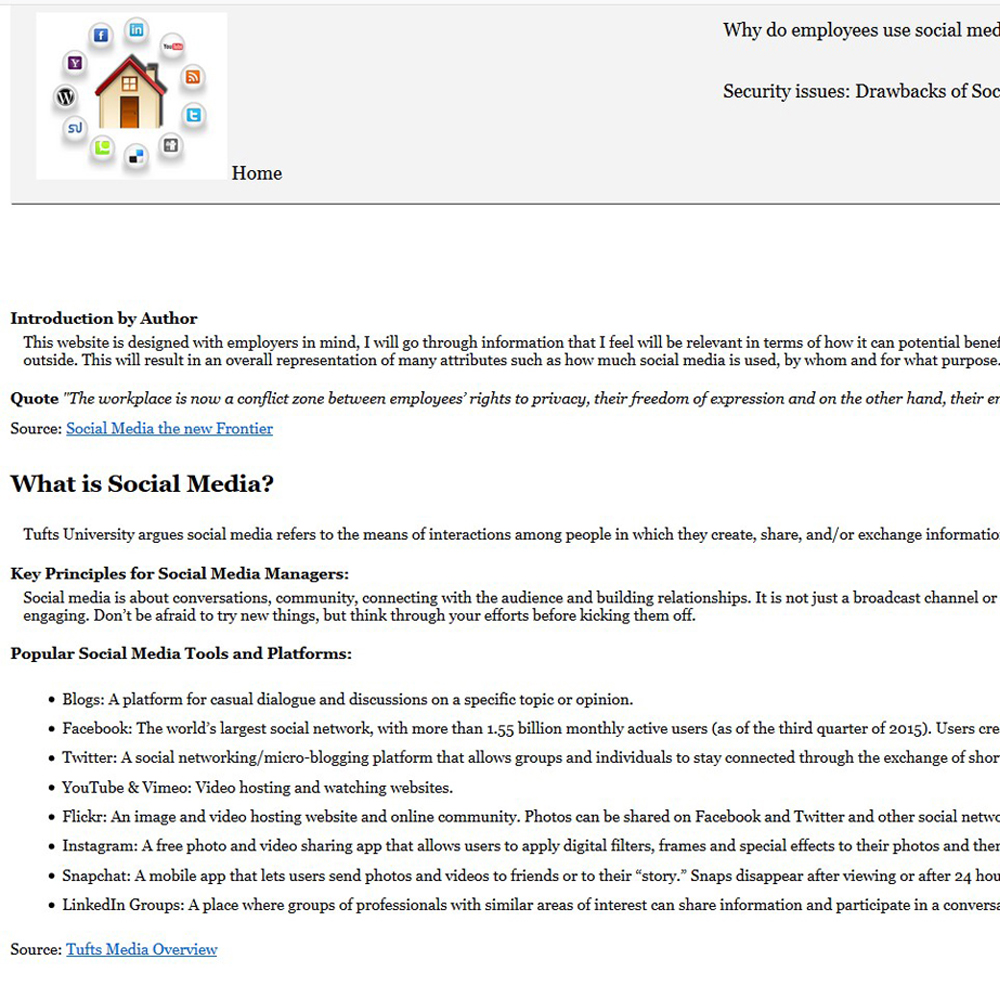 Why do employees use social med
Security issues: Drawbacks of Soc
Home
Introduction by Author
This website is designed with employers in mind, I will go through information that I feel will be relevant in terms of how it can potential benef
outside. This will result in an overall representation of many attributes such as how much social media is used, by whom and for what purpose.
Quote "The workplace is now a conflict zone between employees’ rights to privacy, their freedom of expression and on the other hand, their e
Source: Social Media the new Frontier
What is Social Media?
Tufts University argues social media refers to the means of interactions among people in which they create, share, and/or exchange informatio
Key Principles for Social Media Managers:
Social media is about conversations, community, connecting with the audience and building relationships. It is not just a broadcast channel or
engaging. Don’t be afraid to try new things, but think through your efforts before kicking them off.
Popular Social Media Tools and Platforms:
• Blogs: A platform for casual dialogue and discussions on a specific topic or opinion.
• Facebook: The world’s largest social network, with more than 1.55 billion monthly active users (as of the third quarter of 2015). Users cre
• Twitter: A social networking/micro-blogging platform that allows groups and individuals to stay connected through the exchange of shor
• YouTube & Vimeo: Video hosting and watching websites.
• Flickr: An image and video hosting website and online community. Photos can be shared on Facebook and Twitter and other social netwo
• Instagram: A free photo and video sharing app that allows users to apply digital filters, frames and special effects to their photos and then
• Snapchat: A mobile app that lets users send photos and videos to friends or to their “story.” Snaps disappear after viewing or after 24 hou
• LinkedIn Groups: A place where groups of professionals with similar areas of interest can share information and participate in a conversa
Source: Tufts Media Overview